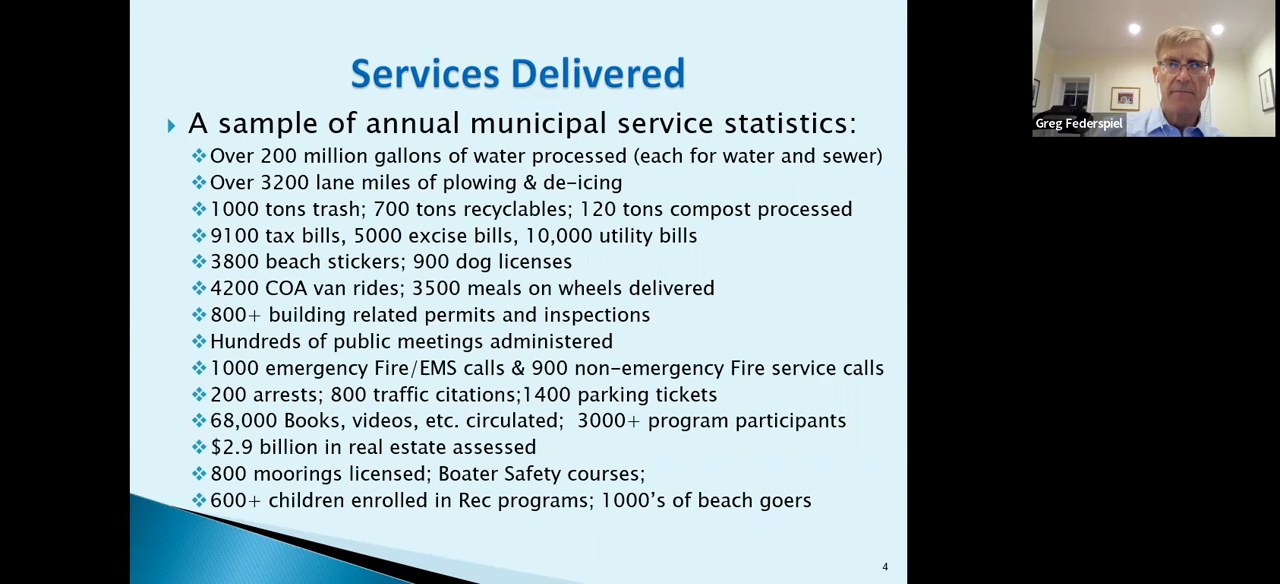 Services Delivered
A sample of annual municipal service statistics:
Over 200 million gallons of water processed (each for water and sewer)
Over 3200 lane miles of plowing & de-icing
1000 tons trash; 700 tons recyclables; 120 tons compost processed
9100 tax bills, 5000 excise bills, 10,000 utility bills
3800 beach stickers; 900 dog licenses
4200 COA van rides; 3500 meals on wheels delivered
800+ building related permits and inspections
Hundreds of public meetings administered
1000 emergency Fire/EMS calls & 900 non-emergency Fire service calls
200 arrests; 800 traffic citations;1400 parking tickets
68,000 Books, videos, etc. circulated;  3000+ program participants
$2.9 billion in real estate assessed
800 moorings licensed; Boater Safety courses;
600+ children enrolled in Rec programs; 1000’s of beach goers
4
Greg Federspiel